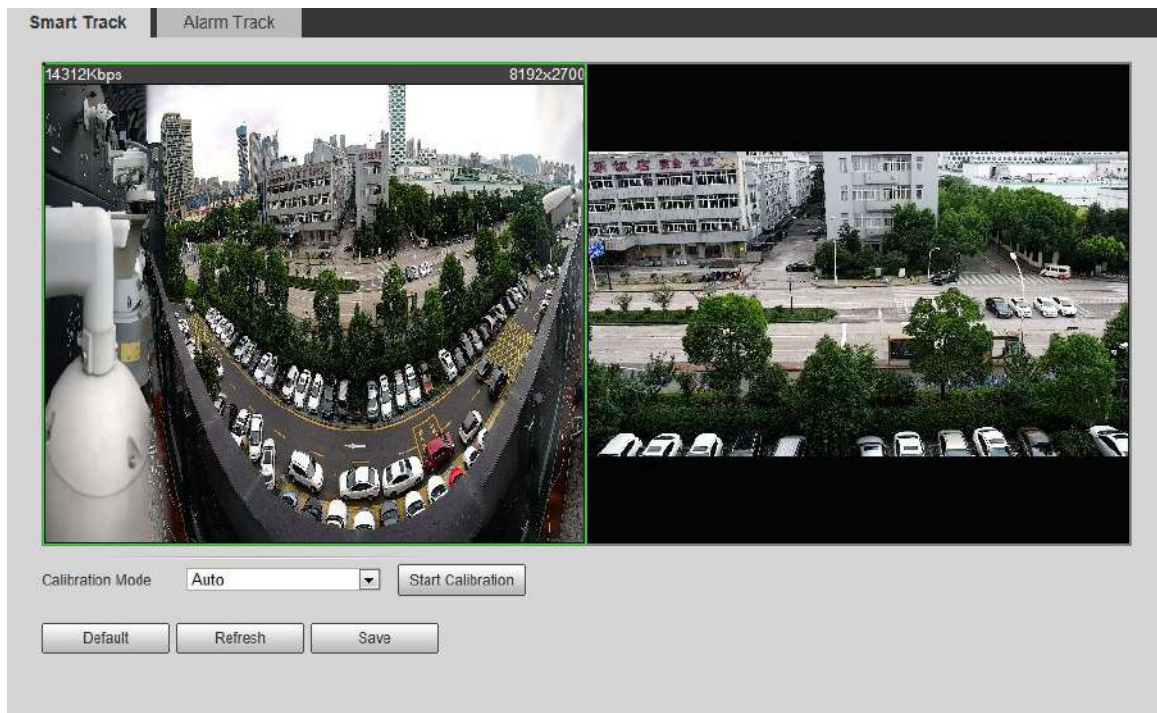 Smart Track
Alarm Track
14312Kbps
8192x2700
Calibration Mode
Auto
Start Calibration
Default
Refresh
Save